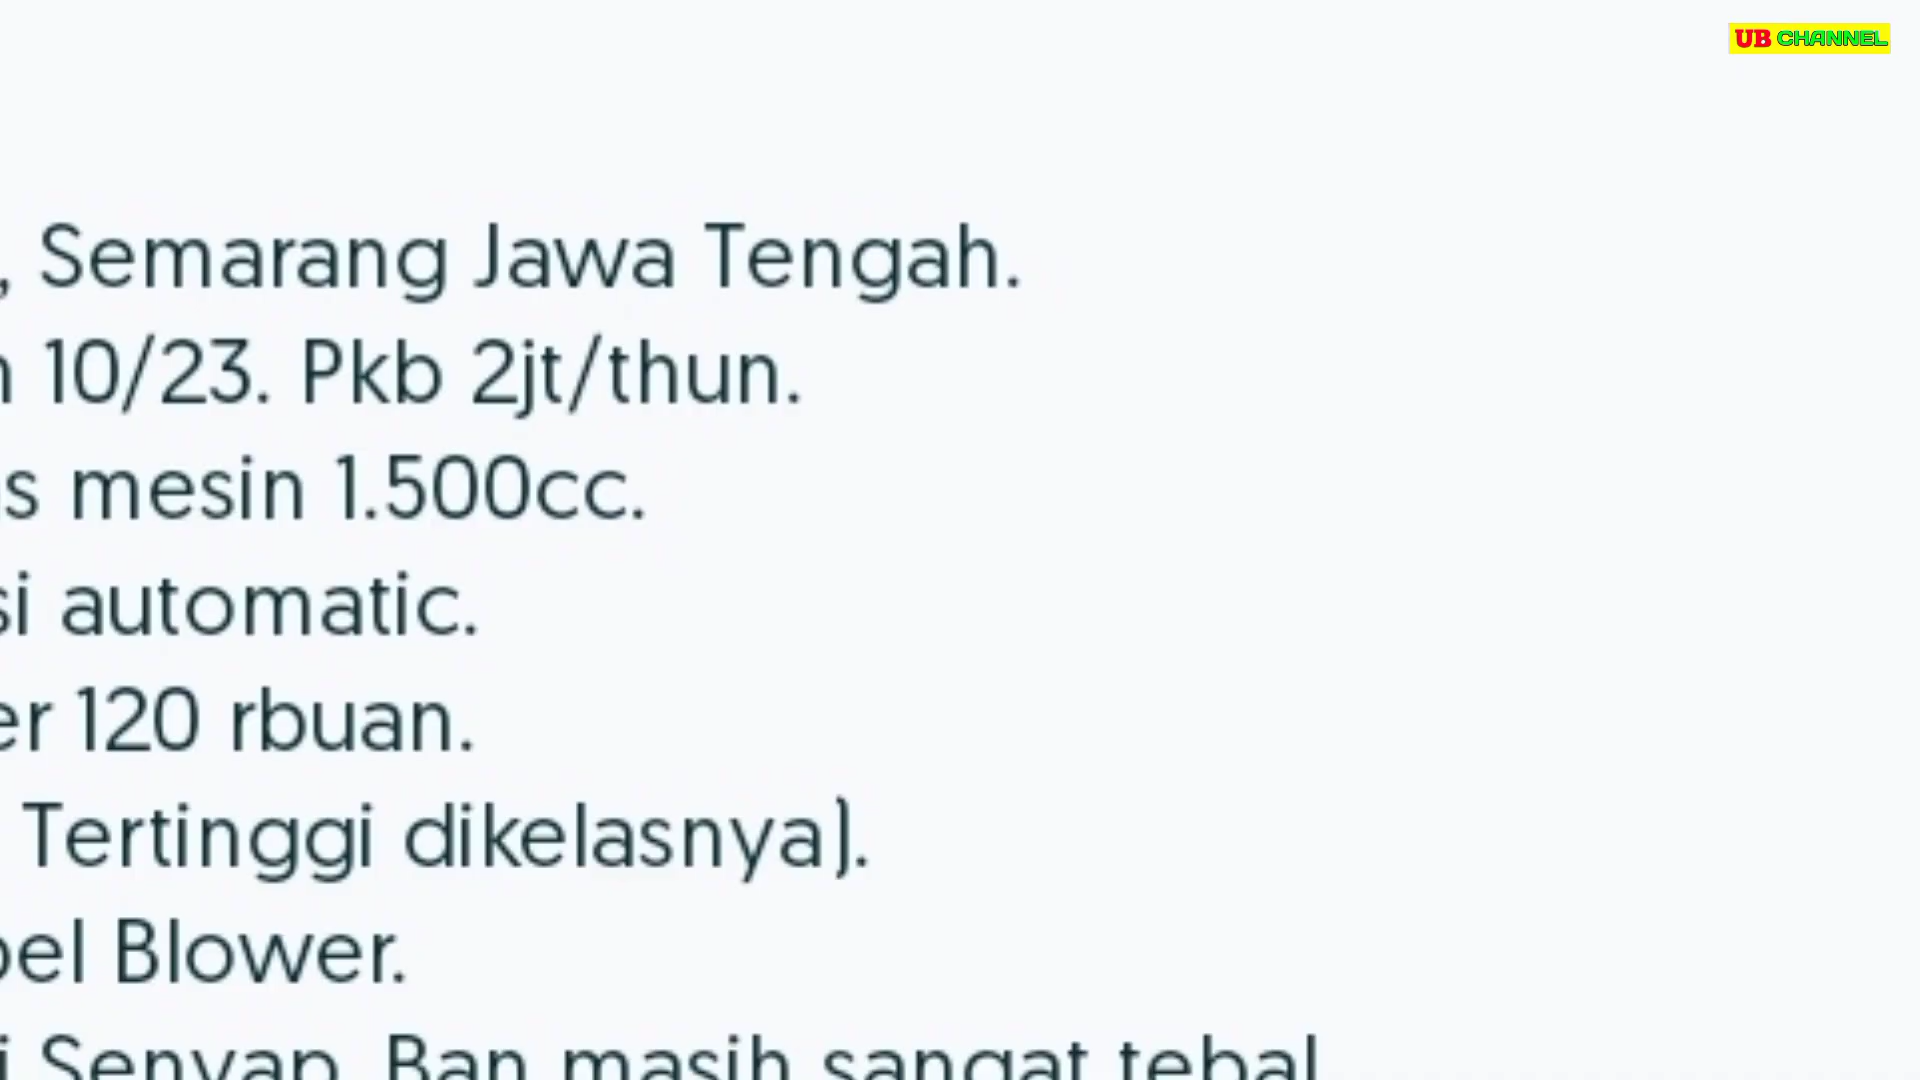 UB CHANNEL
, Semarang Jawa Tengah.
10/23. Pkb 2jt/thun.
mesin 1.500cc.
automatic.
120 rbuan.
Tertinggi dikelasnya).
Blower.
Senyap. Ban masih sangat tebal